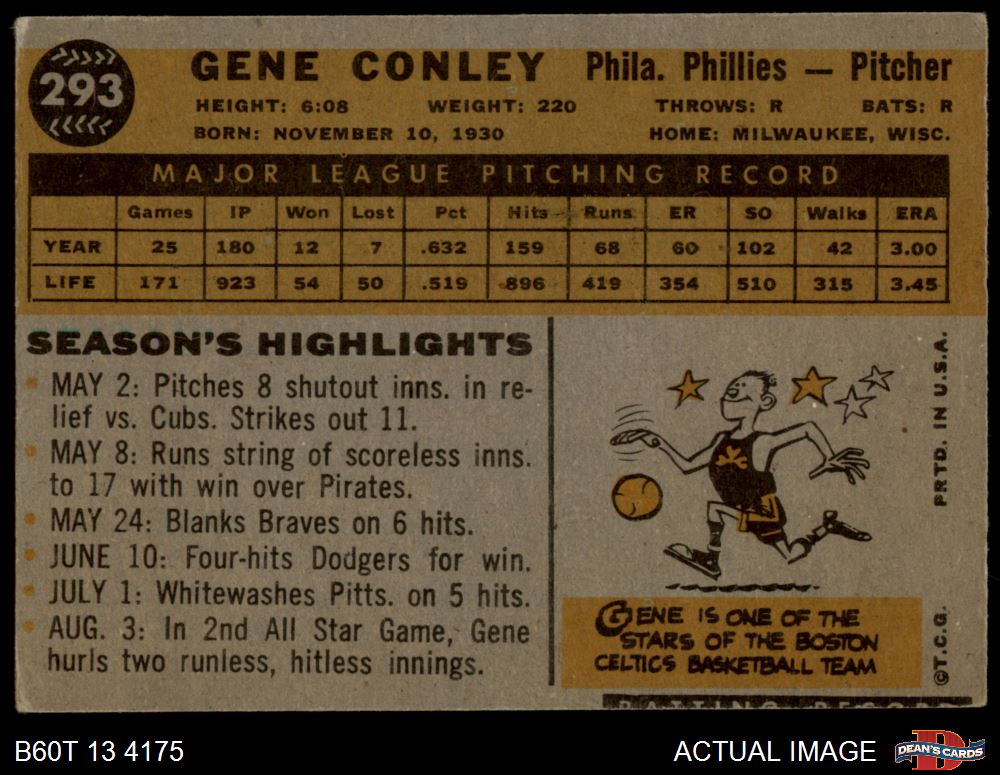 293
GENE CONLEY Phila. Phillies — Pitcher
HEIGHT: 6:08 WEIGHT: 220 THROWS: R BATS: R
BORN: NOVEMBER 10, 1930 HOME: MILWAUKEE, WISC.
MAJOR LEAGUE PITCHING RECORD
Games IP Won Lost Pct Hits Runs ER SO Walks ERA
YEAR 25 180 12 7 .632 159 68 60 102 42 3.00
LIFE 171 923 54 50 .519 896 419 354 510 315 3.45
SEASON'S HIGHLIGHTS
MAY 2: Pitches 8 shutout inns. in re-
lief vs. Cubs. Strikes out 11.
MAY 8: Runs string of scoreless inns.
to 17 with win over Pirates.
MAY 24: Blanks Braves on 6 hits.
JUNE 10: Four-hits Dodgers for win.
JULY 1: Whitewashes Pitts. on 5 hits.
AUG. 3: In 2nd All Star Game, Gene
hurls two runless, hitless innings.
GENE IS ONE OF THE
STARS OF THE BOSTON
CELTICS BASKETBALL TEAM
©T.C.G. PRTD. IN U.S.A.
BATTING RECORD
B60T 13 4175 ACTUAL IMAGE
DEAN'S CARDS